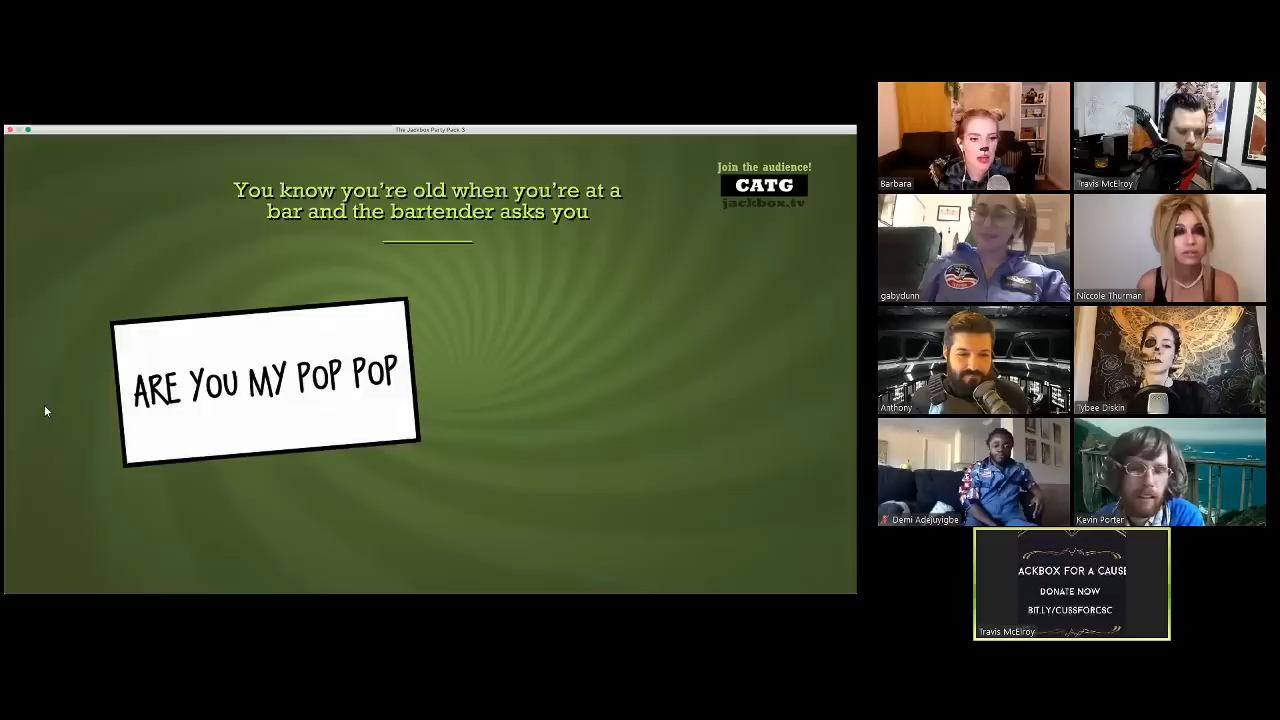 The Jackbox Party Pack 3
You know you're old when you're at a
bar and the bartender asks you
Join the audience!
CATG
jackbox.tv
ARE YOU MY POP POP
Barbara
Travis McElroy
gabydunn
Niccole Thurman
Anthony
Tybee Diskin
Demi Adejuyigbe
Kevin Porter
ACKBOX FOR A CAUSE
DONATE NOW
BIT.LY/CUSSFORCSC
Travis McElroy